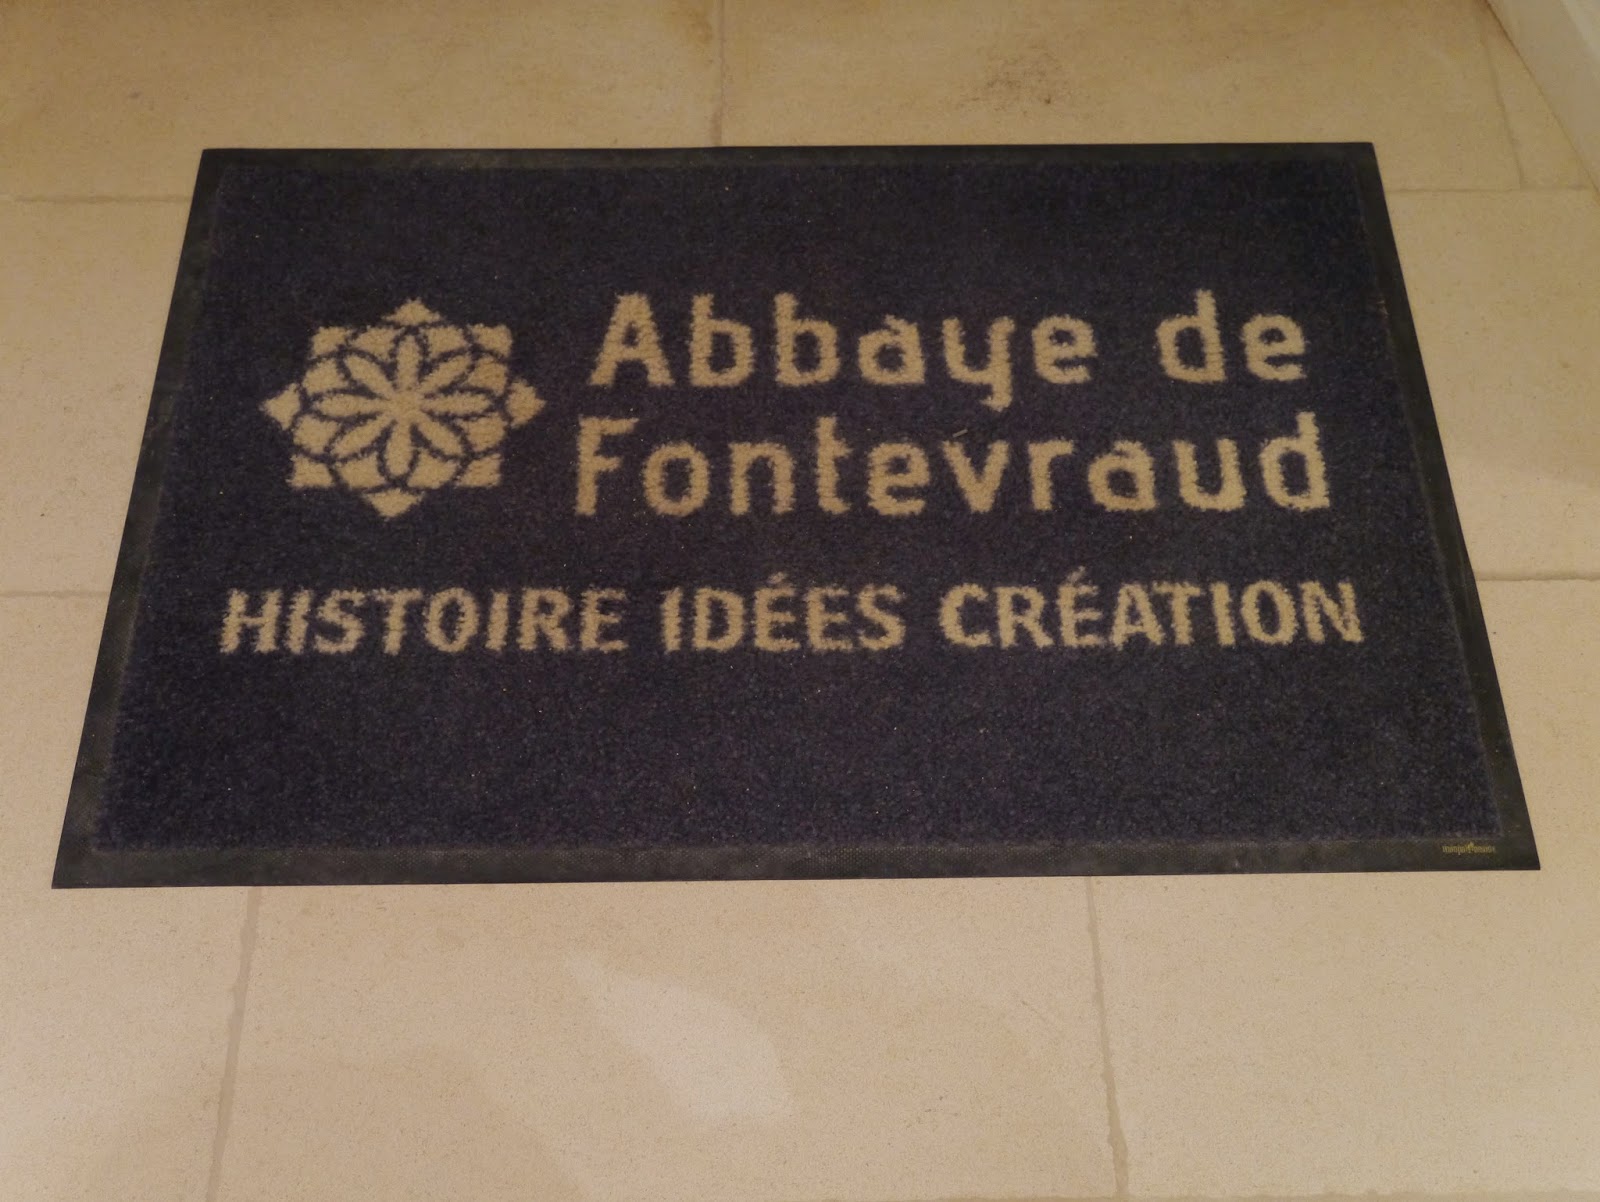 Abbaye de
Fontevraud
HISTOIRE IDÉES CRÉATION